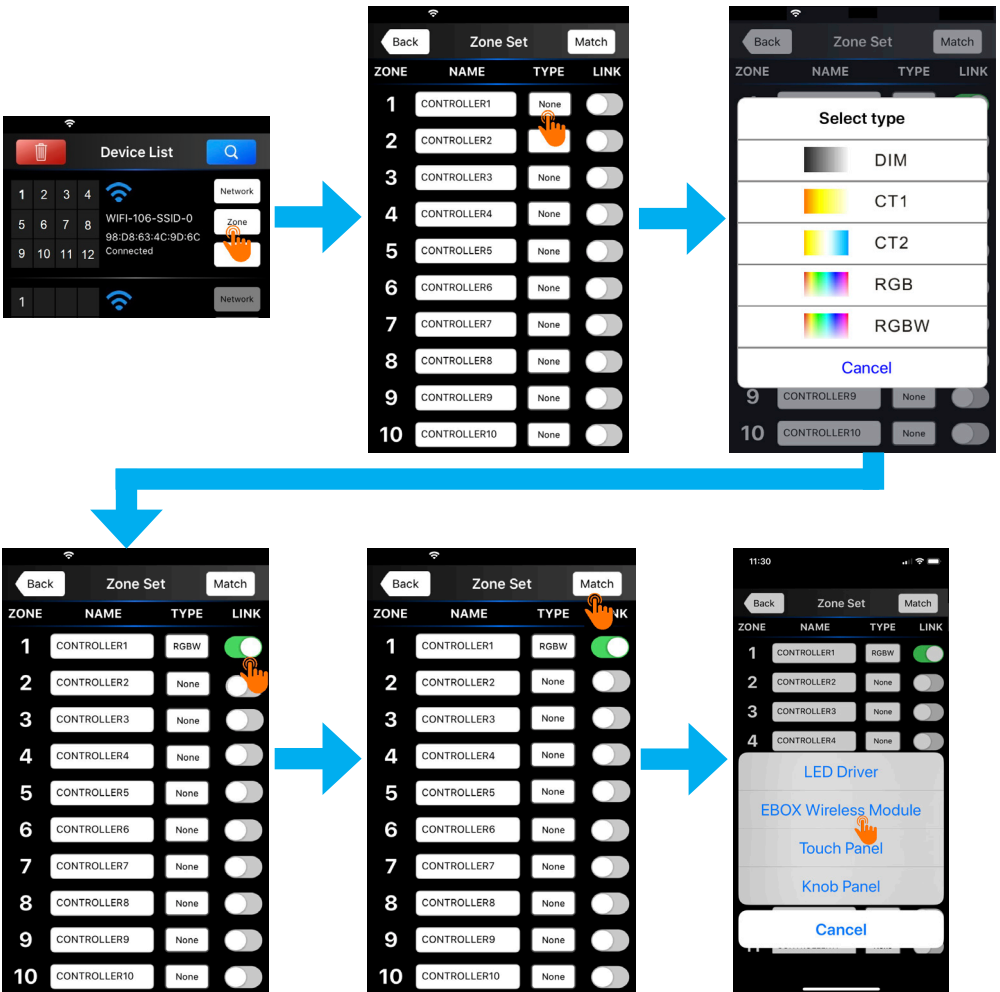 Device List
1 2 3 4
Network
WIFI-106-SSID-0
5 6 7 8
Zone
98:D8:63:4C:9D:6C
9 10 11 12
Connected
1
Network
Back Zone Set Match
ZONE NAME TYPE LINK
1 CONTROLLER1 None
2 CONTROLLER2
3 CONTROLLER3 None
4 CONTROLLER4 None
5 CONTROLLER5 None
6 CONTROLLER6 None
7 CONTROLLER7 None
8 CONTROLLER8 None
9 CONTROLLER9 None
10 CONTROLLER10 None
Back Zone Set Match
ZONE NAME TYPE LINK
Select type
DIM
CT1
CT2
RGB
RGBW
Cancel
9 CONTROLLER9 None
10 CONTROLLER10 None
Back Zone Set Match
ZONE NAME TYPE LINK
1 CONTROLLER1 RGBW
2 CONTROLLER2 None
3 CONTROLLER3 None
4 CONTROLLER4 None
5 CONTROLLER5 None
6 CONTROLLER6 None
7 CONTROLLER7 None
8 CONTROLLER8 None
9 CONTROLLER9 None
10 CONTROLLER10 None
Back Zone Set Match
ZONE NAME TYPE NK
1 CONTROLLER1 RGBW
2 CONTROLLER2 None
3 CONTROLLER3 None
4 CONTROLLER4 None
5 CONTROLLER5 None
6 CONTROLLER6 None
7 CONTROLLER7 None
8 CONTROLLER8 None
9 CONTROLLER9 None
10 CONTROLLER10 None
11:30
Back Zone Set Match
ZONE NAME TYPE LINK
1 CONTROLLER1 RGBW
2 CONTROLLER2 None
3 CONTROLLER3 None
4 CONTROLLER4 None
LED Driver
EBOX Wireless Module
Touch Panel
Knob Panel
Cancel